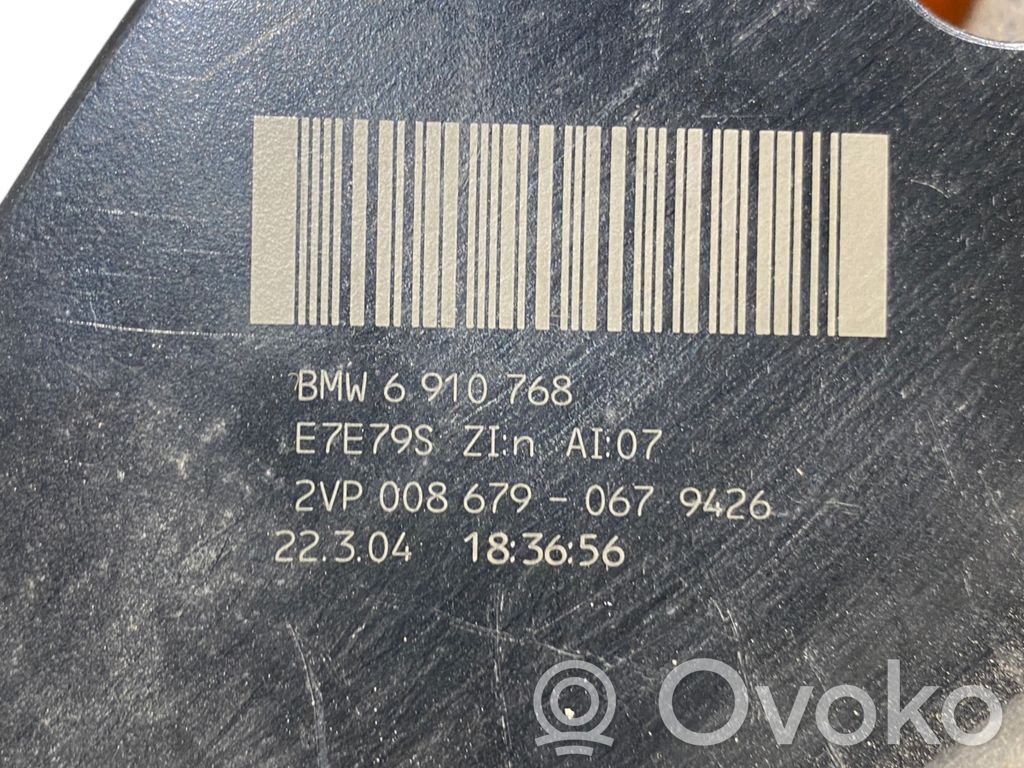 BMW 6 910 768
E7E79S ZI:n AI:07
2VP 008 679 - 067 9426
22.3.04 18:36:56
Ovoko